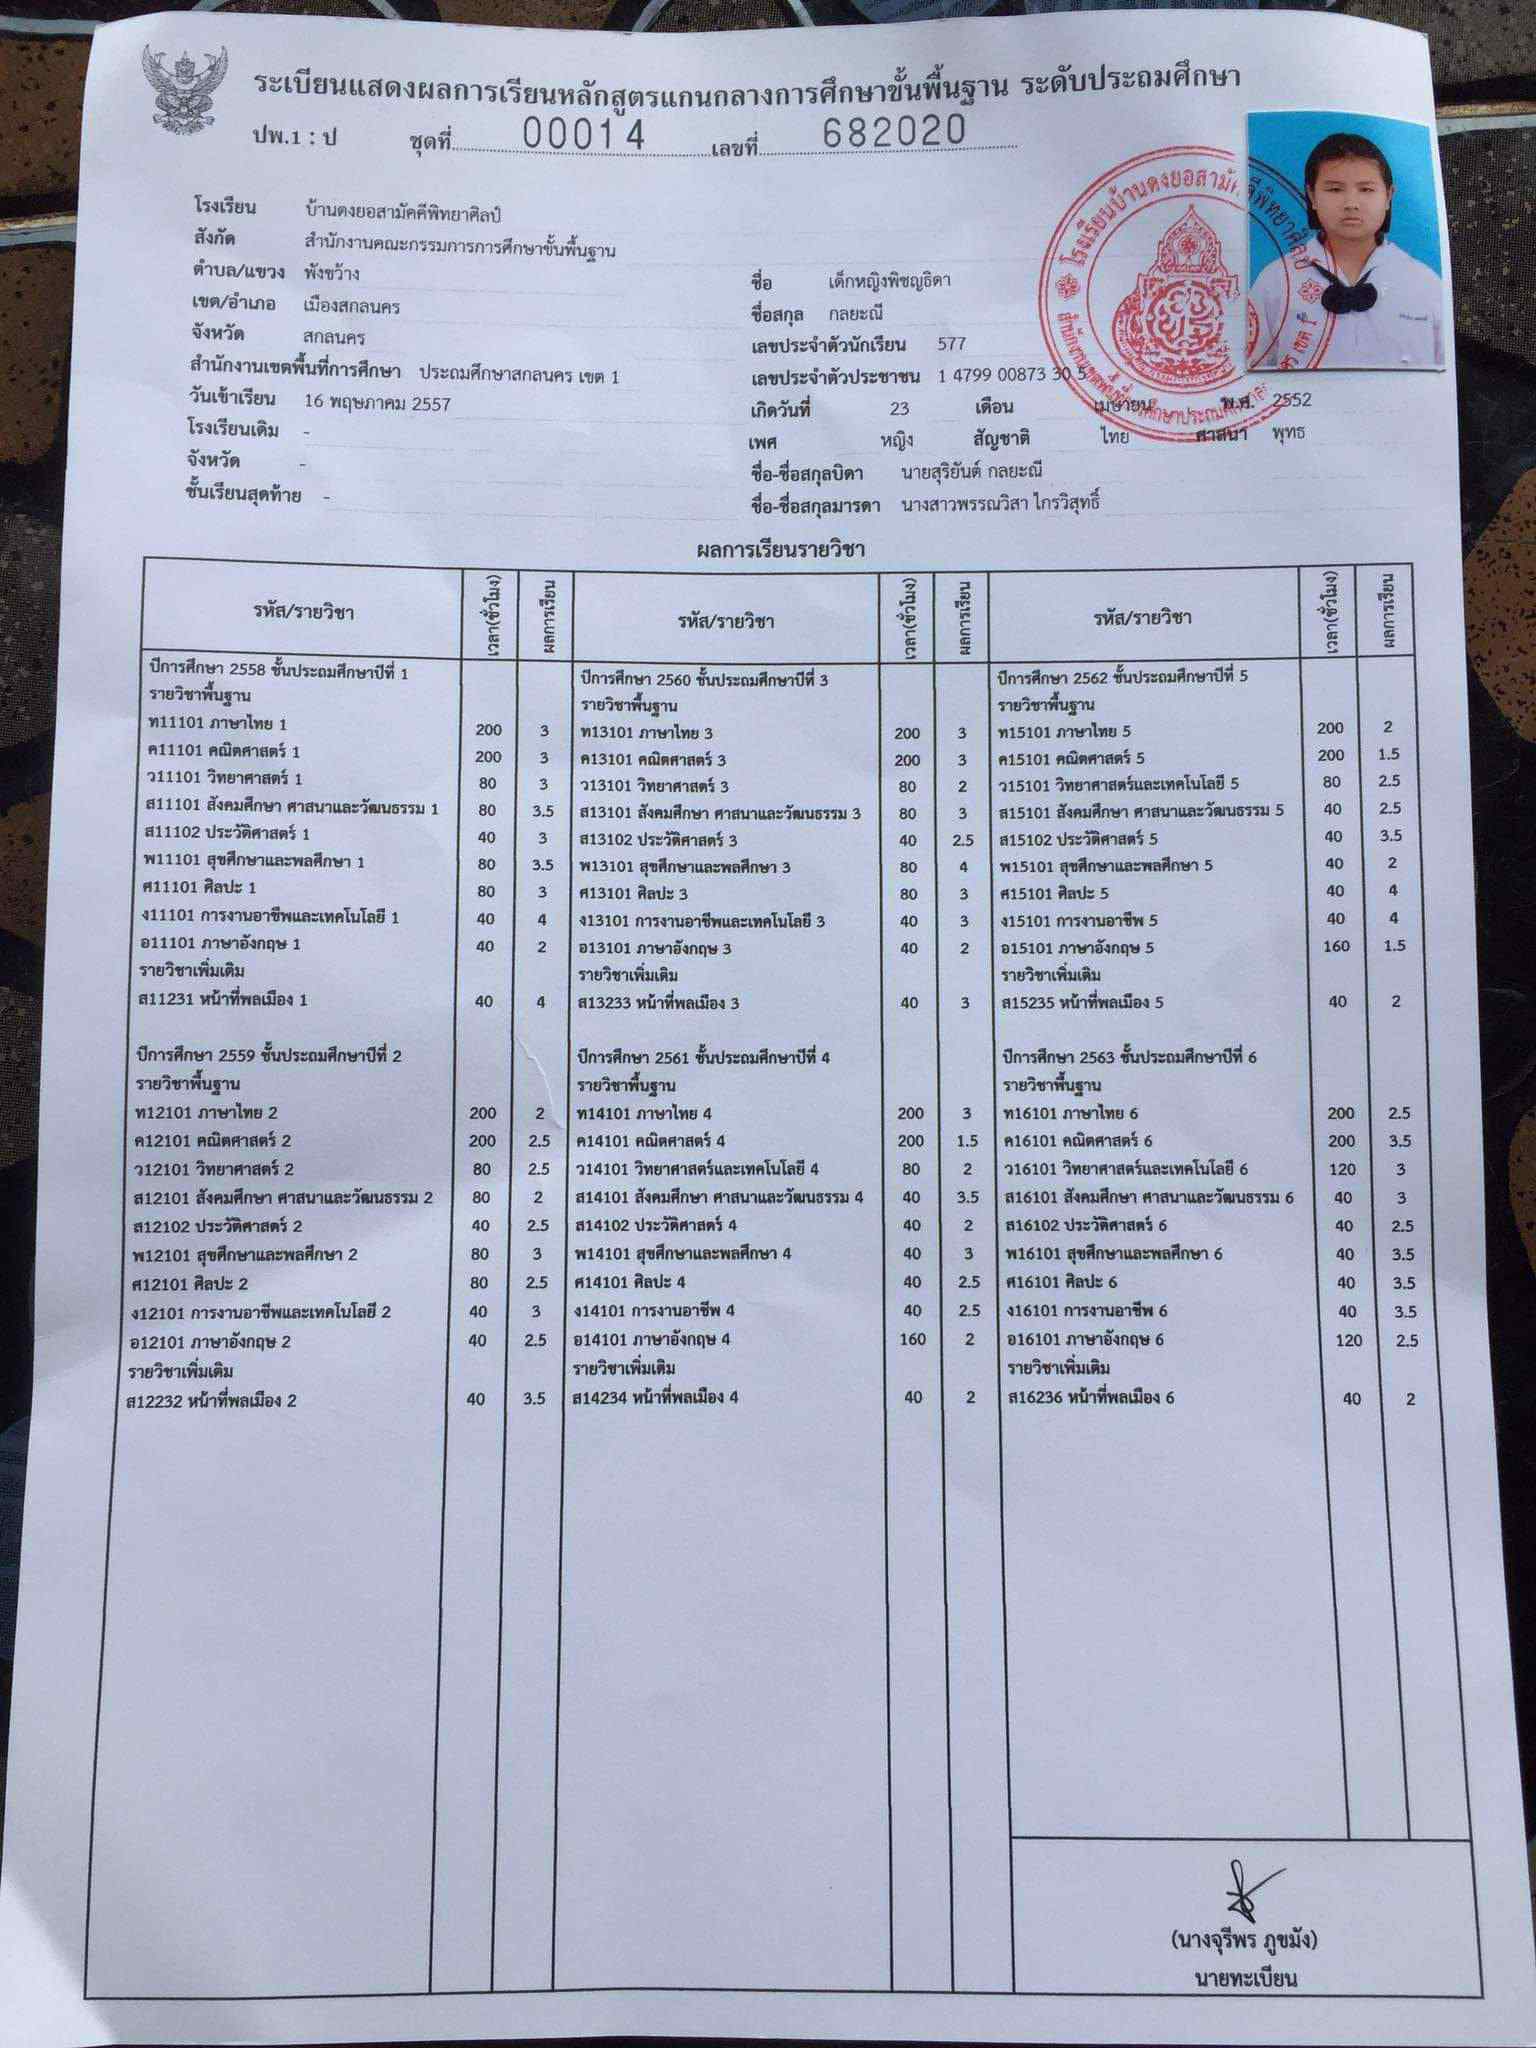 ระเบียนแสดงผลการเรียนหลักสูตรแกนกลางการศึกษาขั้นพื้นฐาน ระดับประถมศึกษา
ปพ.1 : ป ชุดที่ 00014 เลขที่ 682020
โรงเรียน บ้านดงยอสามัคคีพิทยาศิลป์
สังกัด สำนักงานคณะกรรมการการศึกษาขั้นพื้นฐาน
ตำบล/แขวง พังขว้าง
เขต/อำเภอ เมืองสกลนคร
จังหวัด สกลนคร
สำนักงานเขตพื้นที่การศึกษา ประถมศึกษาสกลนคร เขต 1
วันเข้าเรียน 16 พฤษภาคม 2557
โรงเรียนเดิม -
จังหวัด -
ชั้นเรียนสุดท้าย -
ชื่อ เด็กหญิงพิชญธิดา
ชื่อสกุล กลยะณี
เลขประจำตัวนักเรียน 577
เลขประจำตัวประชาชน 1 4799 00873 30 5
เกิดวันที่ 23 เดือน เมษายน พ.ศ. 2552
เพศ หญิง สัญชาติ ไทย ศาสนา พุทธ
ชื่อ-ชื่อสกุลบิดา นายสุริยันต์ กลยะณี
ชื่อ-ชื่อสกุลมารดา นางสาวพรรณวิสา ไกรวิสุทธิ์
ผลการเรียนรายวิชา
รหัส/รายวิชา เวลา(ชั่วโมง) ผลการเรียน
ปีการศึกษา 2558 ชั้นประถมศึกษาปีที่ 1
รายวิชาพื้นฐาน
ท11101 ภาษาไทย 1 200 3
ค11101 คณิตศาสตร์ 1 200 3
ว11101 วิทยาศาสตร์ 1 80 3
ส11101 สังคมศึกษา ศาสนาและวัฒนธรรม 1 80 3.5
ส11102 ประวัติศาสตร์ 1 40 3
พ11101 สุขศึกษาและพลศึกษา 1 80 3.5
ศ11101 ศิลปะ 1 80 3
ง11101 การงานอาชีพและเทคโนโลยี 1 40 4
อ11101 ภาษาอังกฤษ 1 40 2
รายวิชาเพิ่มเติม
ส11231 หน้าที่พลเมือง 1 40 4
ปีการศึกษา 2559 ชั้นประถมศึกษาปีที่ 2
รายวิชาพื้นฐาน
ท12101 ภาษาไทย 2 200 2
ค12101 คณิตศาสตร์ 2 200 2.5
ว12101 วิทยาศาสตร์ 2 80 2.5
ส12101 สังคมศึกษา ศาสนาและวัฒนธรรม 2 80 2
ส12102 ประวัติศาสตร์ 2 40 2.5
พ12101 สุขศึกษาและพลศึกษา 2 80 3
ศ12101 ศิลปะ 2 80 2.5
ง12101 การงานอาชีพและเทคโนโลยี 2 40 3
อ12101 ภาษาอังกฤษ 2 40 2.5
รายวิชาเพิ่มเติม
ส12232 หน้าที่พลเมือง 2 40 3.5
รหัส/รายวิชา เวลา(ชั่วโมง) ผลการเรียน
ปีการศึกษา 2560 ชั้นประถมศึกษาปีที่ 3
รายวิชาพื้นฐาน
ท13101 ภาษาไทย 3 200 3
ค13101 คณิตศาสตร์ 3 200 3
ว13101 วิทยาศาสตร์ 3 80 2
ส13101 สังคมศึกษา ศาสนาและวัฒนธรรม 3 80 3
ส13102 ประวัติศาสตร์ 3 40 2.5
พ13101 สุขศึกษาและพลศึกษา 3 80 4
ศ13101 ศิลปะ 3 80 3
ง13101 การงานอาชีพและเทคโนโลยี 3 40 3
อ13101 ภาษาอังกฤษ 3 40 2
รายวิชาเพิ่มเติม
ส13233 หน้าที่พลเมือง 3 40 3
ปีการศึกษา 2561 ชั้นประถมศึกษาปีที่ 4
รายวิชาพื้นฐาน
ท14101 ภาษาไทย 4 200 3
ค14101 คณิตศาสตร์ 4 200 1.5
ว14101 วิทยาศาสตร์และเทคโนโลยี 4 80 2
ส14101 สังคมศึกษา ศาสนาและวัฒนธรรม 4 40 3.5
ส14102 ประวัติศาสตร์ 4 40 2
พ14101 สุขศึกษาและพลศึกษา 4 40 3
ศ14101 ศิลปะ 4 40 2.5
ง14101 การงานอาชีพ 4 40 2.5
อ14101 ภาษาอังกฤษ 4 160 2
รายวิชาเพิ่มเติม
ส14234 หน้าที่พลเมือง 4 40 2
รหัส/รายวิชา เวลา(ชั่วโมง) ผลการเรียน
ปีการศึกษา 2562 ชั้นประถมศึกษาปีที่ 5
รายวิชาพื้นฐาน
ท15101 ภาษาไทย 5 200 2
ค15101 คณิตศาสตร์ 5 200 1.5
ว15101 วิทยาศาสตร์และเทคโนโลยี 5 80 2.5
ส15101 สังคมศึกษา ศาสนาและวัฒนธรรม 5 40 2.5
ส15102 ประวัติศาสตร์ 5 40 3.5
พ15101 สุขศึกษาและพลศึกษา 5 40 2
ศ15101 ศิลปะ 5 40 4
ง15101 การงานอาชีพ 5 40 4
อ15101 ภาษาอังกฤษ 5 160 1.5
รายวิชาเพิ่มเติม
ส15235 หน้าที่พลเมือง 5 40 2
ปีการศึกษา 2563 ชั้นประถมศึกษาปีที่ 6
รายวิชาพื้นฐาน
ท16101 ภาษาไทย 6 200 2.5
ค16101 คณิตศาสตร์ 6 200 3.5
ว16101 วิทยาศาสตร์และเทคโนโลยี 6 120 3
ส16101 สังคมศึกษา ศาสนาและวัฒนธรรม 6 40 3
ส16102 ประวัติศาสตร์ 6 40 2.5
พ16101 สุขศึกษาและพลศึกษา 6 40 3.5
ศ16101 ศิลปะ 6 40 3.5
ง16101 การงานอาชีพ 6 40 3.5
อ16101 ภาษาอังกฤษ 6 120 2.5
รายวิชาเพิ่มเติม
ส16236 หน้าที่พลเมือง 6 40 2
(นางจุรีพร ภูขมัง)
นายทะเบียน